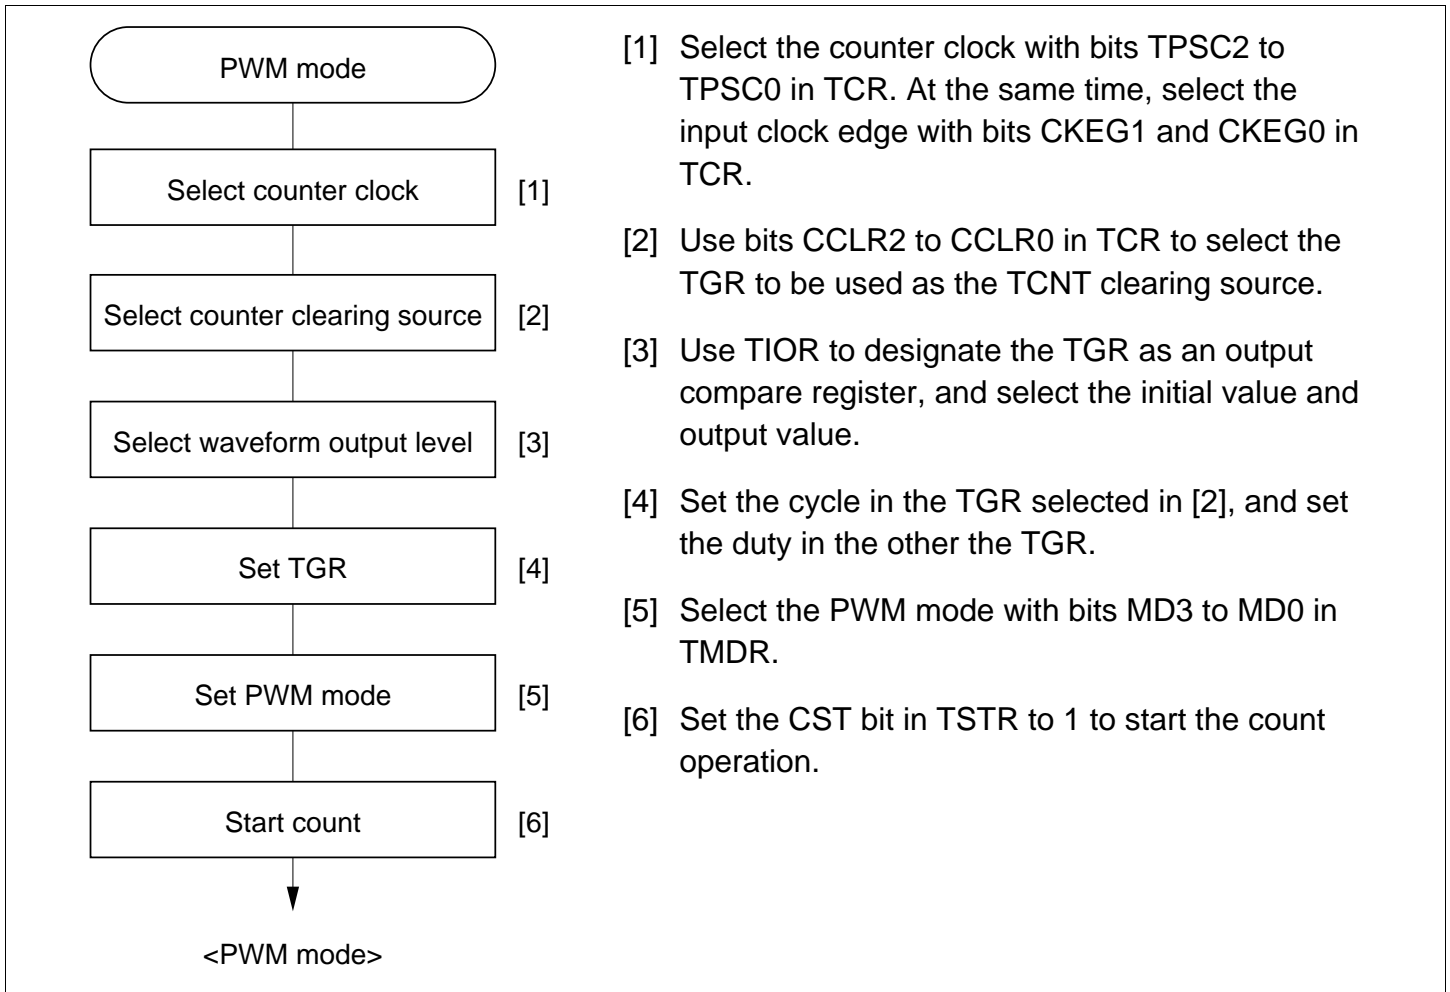 PWM mode
Select counter clock [1]
Select counter clearing source [2]
Select waveform output level [3]
Set TGR [4]
Set PWM mode [5]
Start count [6]
<PWM mode>
[1] Select the counter clock with bits TPSC2 to
TPSC0 in TCR. At the same time, select the
input clock edge with bits CKEG1 and CKEG0 in
TCR.
[2] Use bits CCLR2 to CCLR0 in TCR to select the
TGR to be used as the TCNT clearing source.
[3] Use TIOR to designate the TGR as an output
compare register, and select the initial value and
output value.
[4] Set the cycle in the TGR selected in [2], and set
the duty in the other the TGR.
[5] Select the PWM mode with bits MD3 to MD0 in
TMDR.
[6] Set the CST bit in TSTR to 1 to start the count
operation.